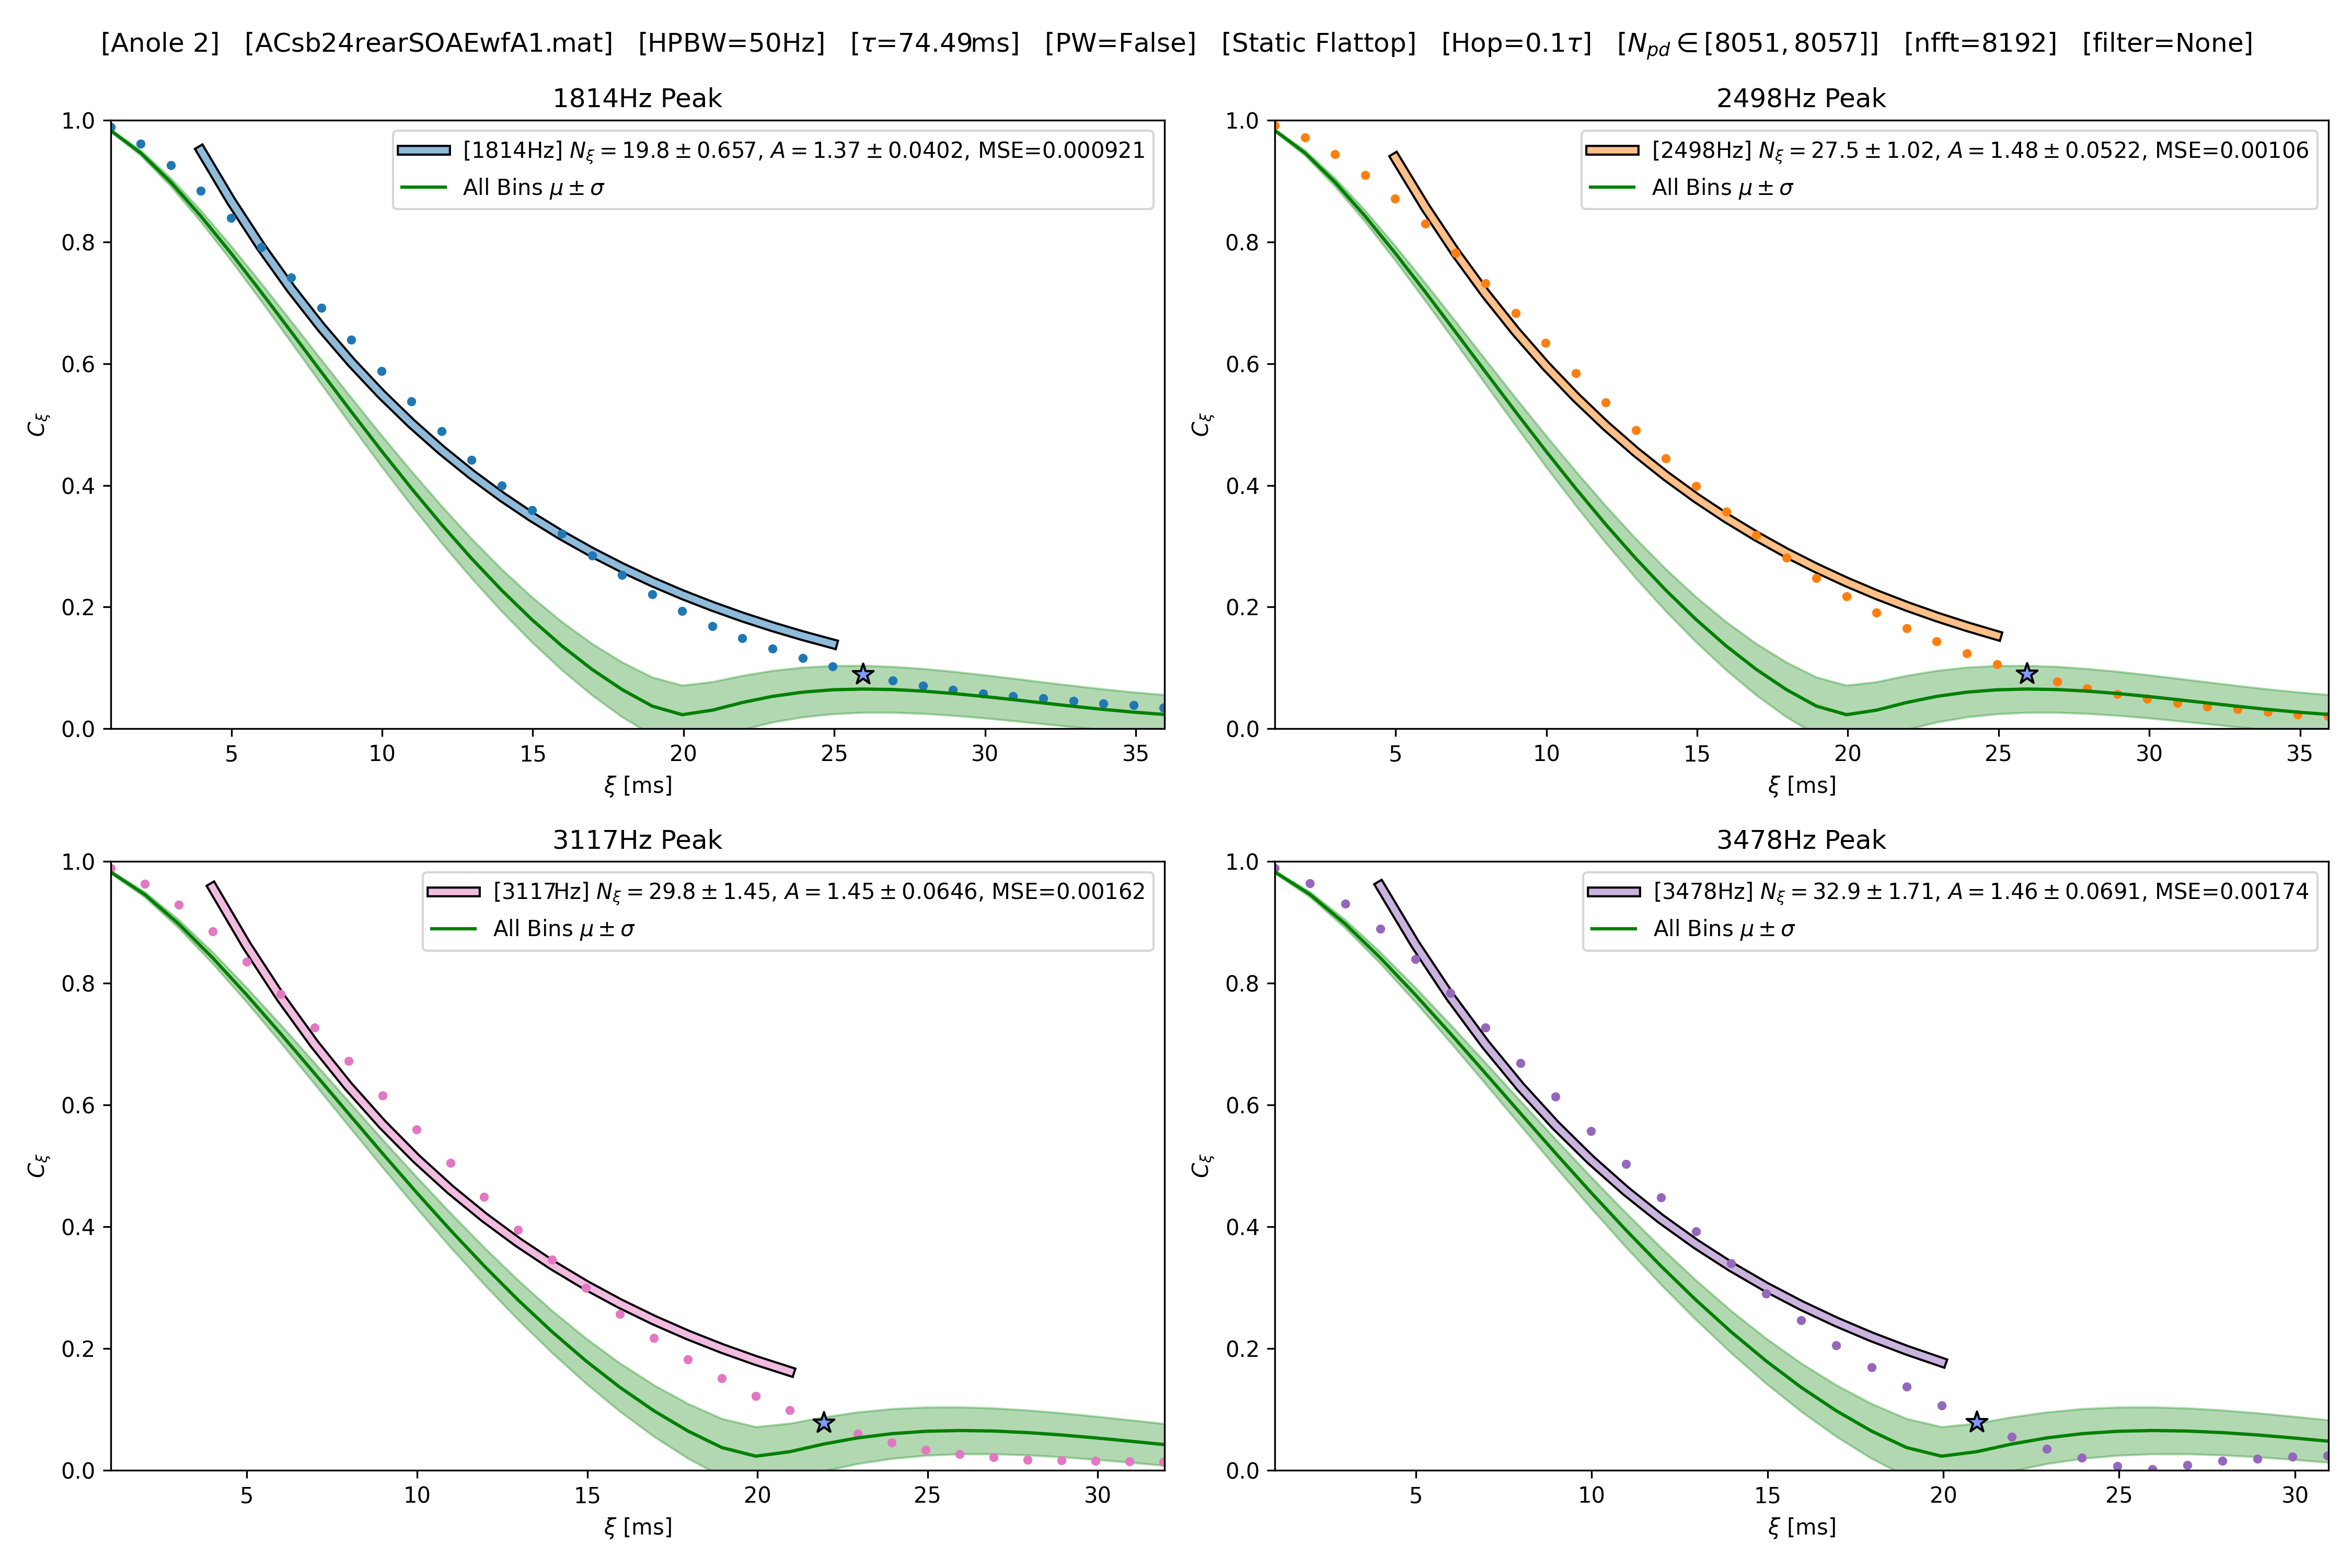 [Anole 2] [ACsb24rearSOAEwfA1.mat] [HPBW=50Hz] [τ=74.49ms] [PW=False] [Static Flattop] [Hop=0.1τ] [N_pd ∈ [8051, 8057]] [nfft=8192] [filter=None]
1814Hz Peak
1.0
0.8
0.6
0.4
0.2
0.0
C_ξ
[1814Hz] N_ξ = 19.8 ± 0.657, A = 1.37 ± 0.0402, MSE=0.000921
All Bins μ ± σ
5 10 15 20 25 30 35
ξ [ms]
2498Hz Peak
1.0
0.8
0.6
0.4
0.2
0.0
C_ξ
[2498Hz] N_ξ = 27.5 ± 1.02, A = 1.48 ± 0.0522, MSE=0.00106
All Bins μ ± σ
5 10 15 20 25 30 35
ξ [ms]
3117Hz Peak
1.0
0.8
0.6
0.4
0.2
0.0
C_ξ
[3117Hz] N_ξ = 29.8 ± 1.45, A = 1.45 ± 0.0646, MSE=0.00162
All Bins μ ± σ
5 10 15 20 25 30
ξ [ms]
3478Hz Peak
1.0
0.8
0.6
0.4
0.2
0.0
C_ξ
[3478Hz] N_ξ = 32.9 ± 1.71, A = 1.46 ± 0.0691, MSE=0.00174
All Bins μ ± σ
5 10 15 20 25 30
ξ [ms]